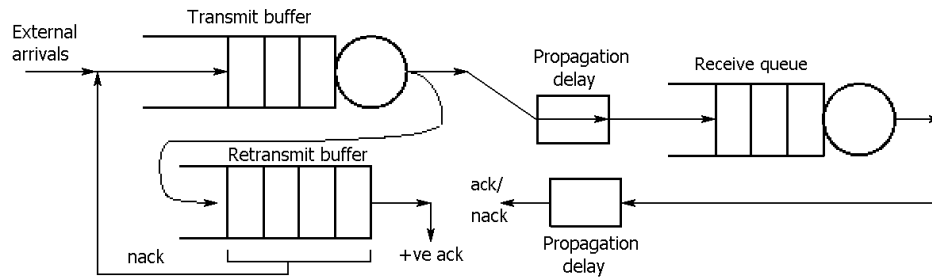 Transmit buffer
External
arrivals
Propagation
delay
Receive queue
Retransmit buffer
ack/
nack
nack
+ve ack
Propagation
delay